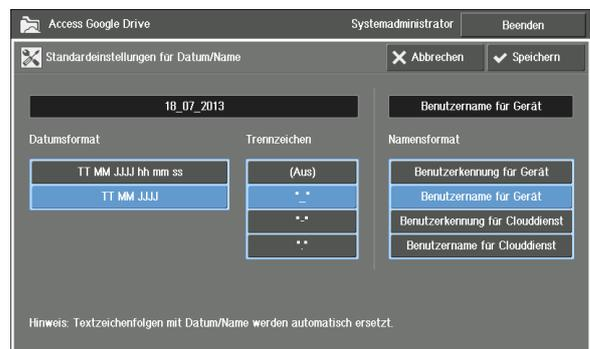 Access Google Drive
Systemadministrator
Beenden
Standardeinstellungen für Datum/Name
Abbrechen
Speichern
18_07_2013
Benutzername für Gerät
Datumsformat
Trennzeichen
Namensformat
TT MM JJJJ hh mm ss
TT MM JJJJ
(Aus)
"_"
"-"
"."
Benutzerkennung für Gerät
Benutzername für Gerät
Benutzerkennung für Clouddienst
Benutzername für Clouddienst
Hinweis: Textzeichenfolgen mit Datum/Name werden automatisch ersetzt.